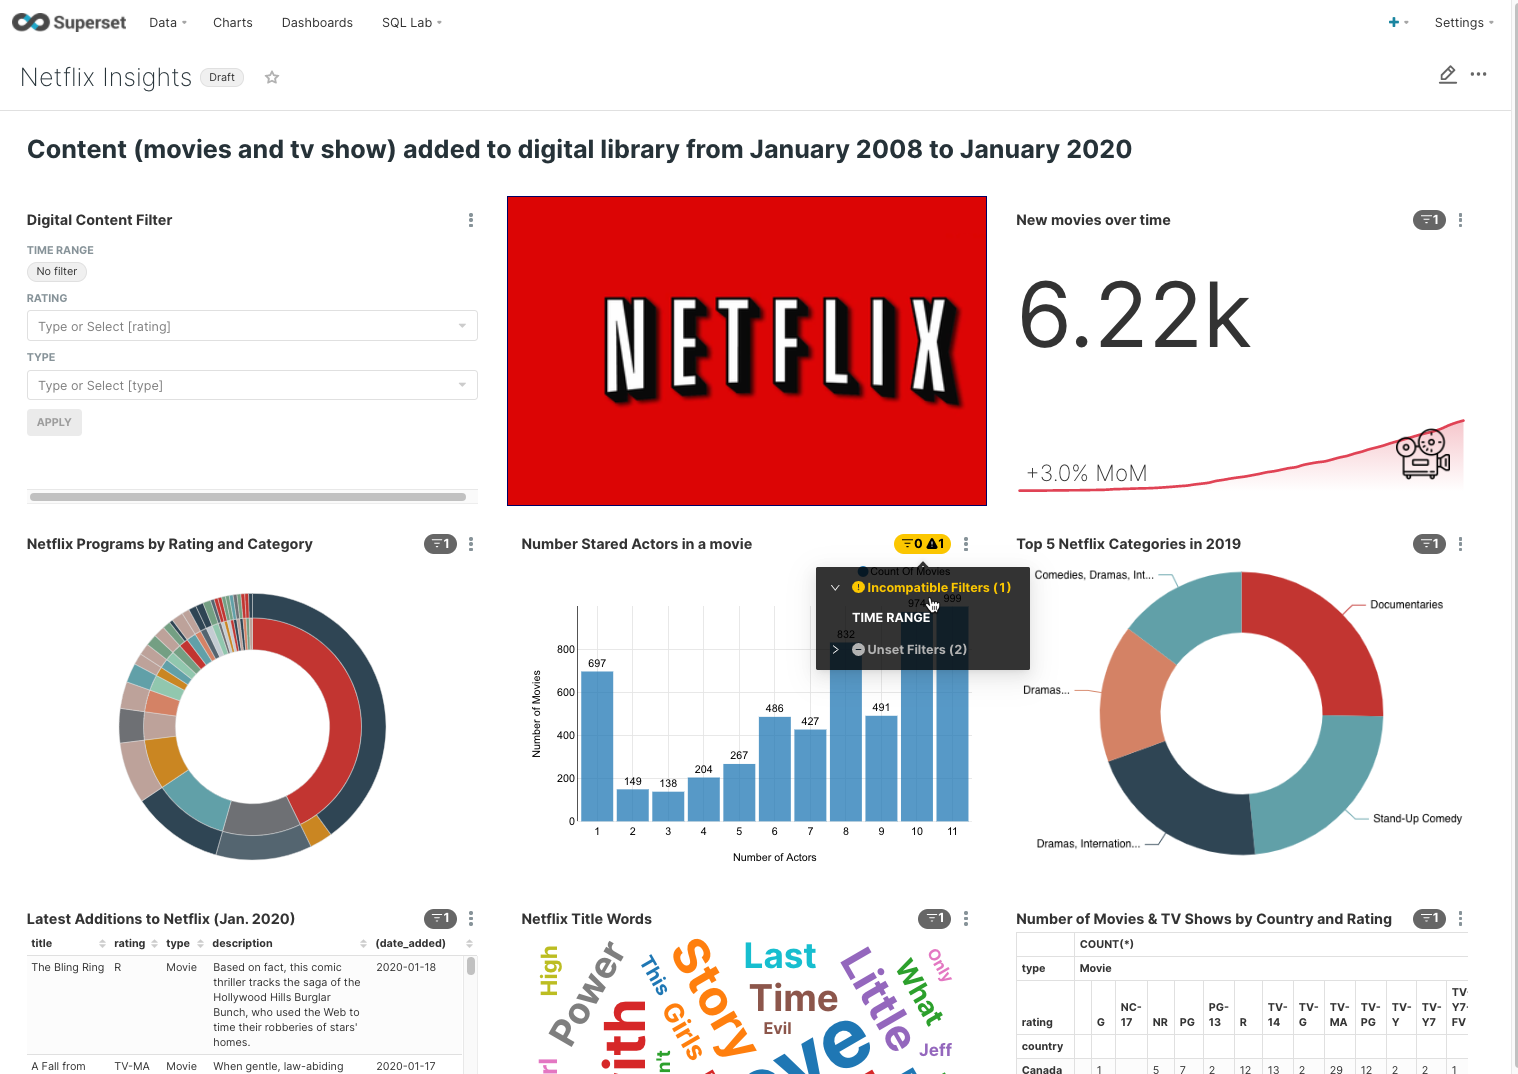 Superset Data Charts Dashboards SQL Lab Settings
Netflix Insights Draft
Content (movies and tv show) added to digital library from January 2008 to January 2020
Digital Content Filter
TIME RANGE
No filter
RATING
Type or Select [rating]
TYPE
Type or Select [type]
APPLY
NETFLIX
New movies over time
1
6.22k
+3.0% MoM
Netflix Programs by Rating and Category
1
Number Stared Actors in a movie
0 1
Count Of Movies
Incompatible Filters (1)
TIME RANGE
Unset Filters (2)
Number of Movies
800
600
400
200
0
697
149
138
204
267
486
427
832
491
974
999
1 2 3 4 5 6 7 8 9 10 11
Number of Actors
Top 5 Netflix Categories in 2019
1
Comedies, Dramas, Int...
Documentaries
Dramas...
Stand-Up Comedy
Dramas, Internation...
Latest Additions to Netflix (Jan. 2020)
1
title rating type description (date_added)
The Bling Ring R Movie Based on fact, this comic 2020-01-18
thriller tracks the saga of the
Hollywood Hills Burglar
Bunch, who used the Web to
time their robberies of stars'
homes.
A Fall from TV-MA Movie When gentle, law-abiding 2020-01-17
Netflix Title Words
1
High
Power
This
Story
Last
Time
Evil
Girls
Little
What
Only
Jeff
Number of Movies & TV Shows by Country and Rating
1
COUNT(*)
type Movie
rating G NC-17 NR PG PG-13 R TV-14 TV-G TV-MA TV-PG TV-Y TV-Y7 TV-Y7-FV
country
Canada 1 5 7 2 12 13 2 29 12 2 2 1